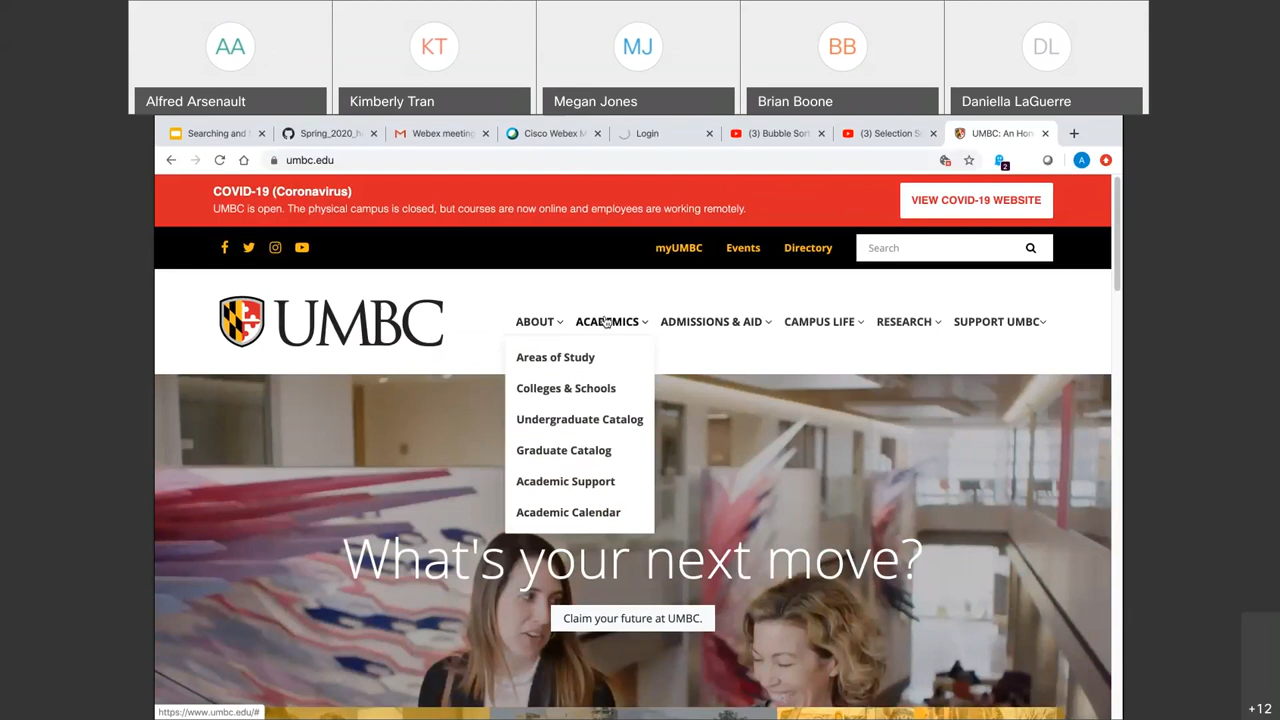 AA
KT
MJ
BB
DL
Alfred Arsenault
Kimberly Tran
Megan Jones
Brian Boone
Daniella LaGuerre
Searching and
Spring_2020_h
Webex meeting
Cisco Webex M
Login
(3) Bubble Sor
(3) Selection S
UMBC: An Hon
umbc.edu
2
A
COVID-19 (Coronavirus)
UMBC is open. The physical campus is closed, but courses are now online and employees are working remotely.
VIEW COVID-19 WEBSITE
myUMBC
Events
Directory
Search
UMBC
ABOUT
ACADEMICS
ADMISSIONS & AID
CAMPUS LIFE
RESEARCH
SUPPORT UMBC
Areas of Study
Colleges & Schools
Undergraduate Catalog
Graduate Catalog
Academic Support
Academic Calendar
What's your next move?
Claim your future at UMBC.
https://www.umbc.edu/#
+12